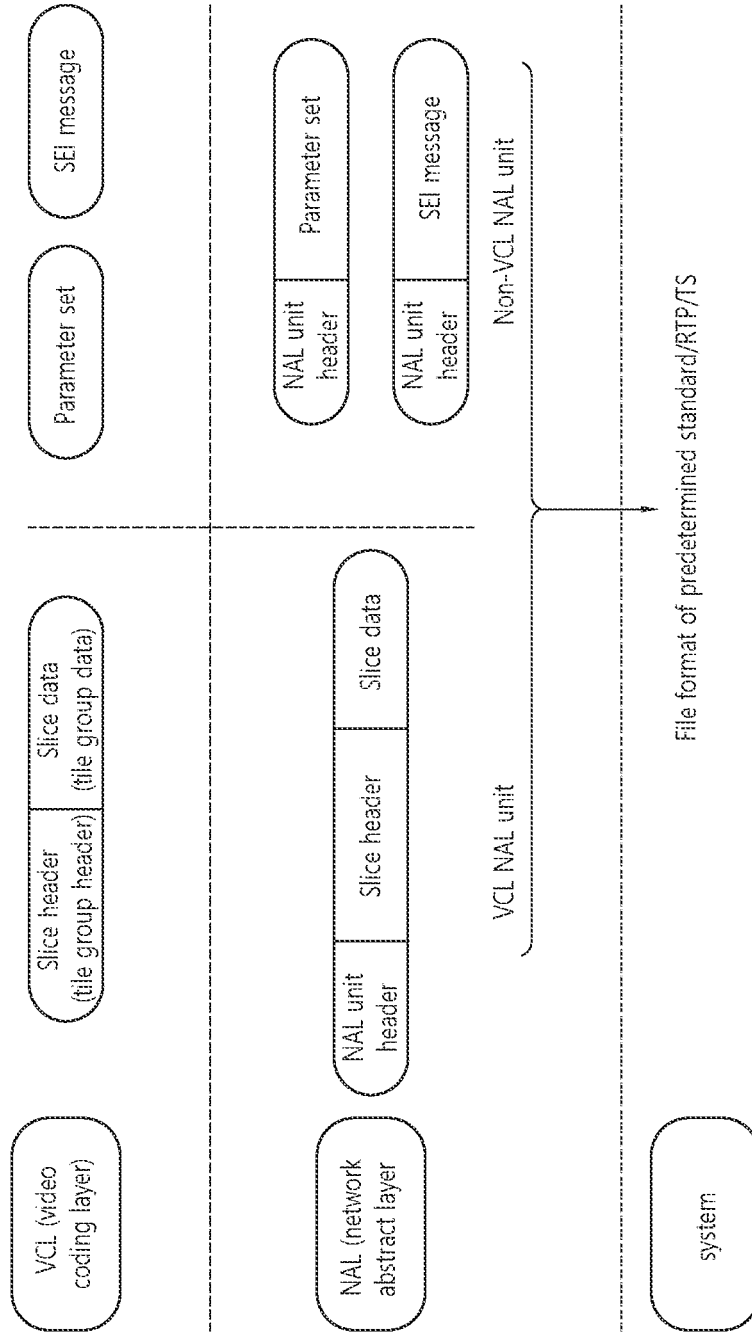 VCL (video
coding layer)
Slice header
(tile group header)
Slice data
(tile group data)
Parameter set
SEI message
NAL (network
abstract layer
NAL unit
header
Slice header
Slice data
NAL unit
header
Parameter set
NAL unit
header
SEI message
VCL NAL unit
Non-VCL NAL unit
system
File format of predetermined standard/RTP/TS